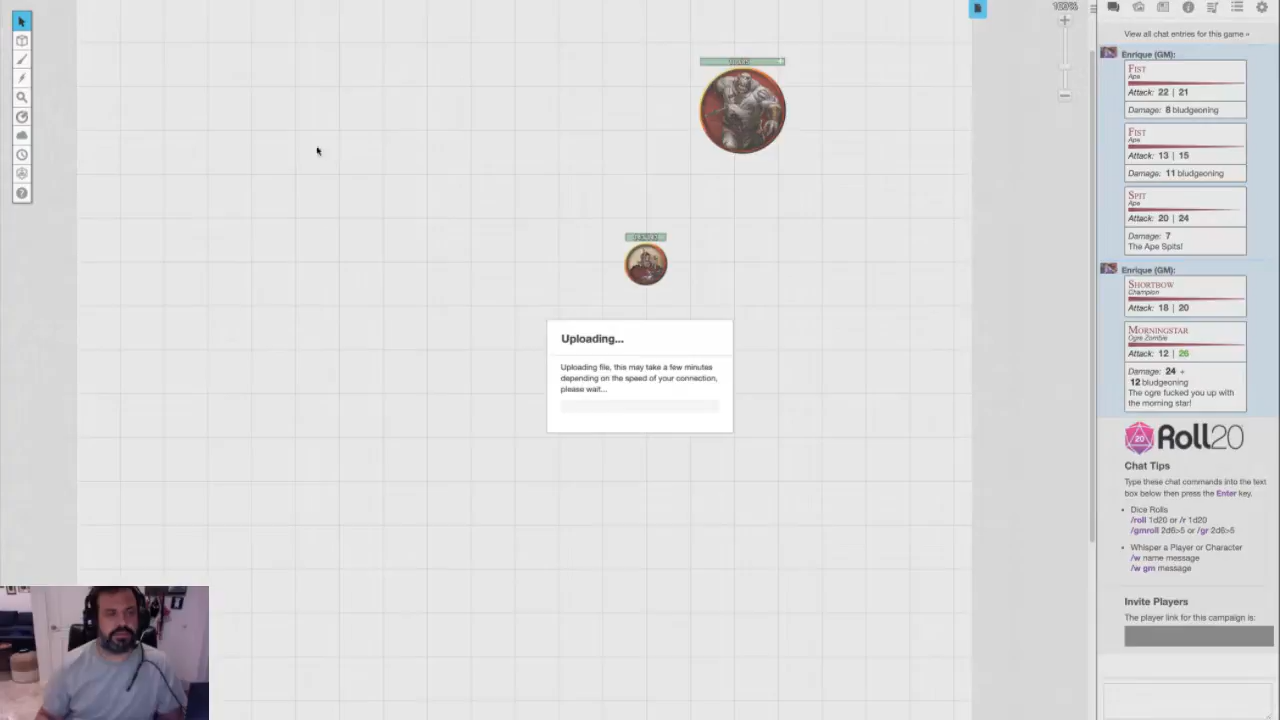 100%
View all chat entries for this game »
Enrique (GM):
FIST
Ape
Attack: 22 | 21
Damage: 8 bludgeoning
FIST
Ape
Attack: 13 | 15
Damage: 11 bludgeoning
SPIT
Ape
Attack: 20 | 24
Damage: 7
The Ape Spits!
Enrique (GM):
SHORTBOW
Champion
Attack: 18 | 20
MORNINGSTAR
Ogre Zombie
Attack: 12 | 26
Damage: 24 +
12 bludgeoning
The ogre fucked you up with
the morning star!
Uploading...
Uploading file, this may take a few minutes
depending on the speed of your connection,
please wait...
20
Roll20
Chat Tips
Type these chat commands into the text
box below then press the Enter key.
• Dice Rolls
/roll 1d20 or /r 1d20
/gmroll 2d6>5 or /gr 2d6>5
• Whisper a Player or Character
/w name message
/w gm message
Invite Players
The player link for this campaign is: